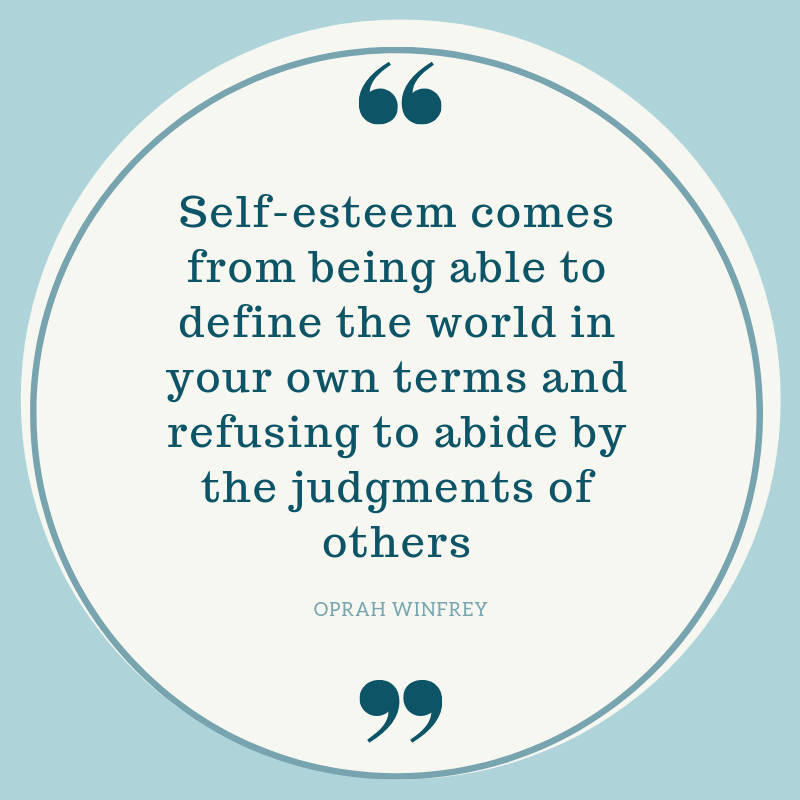 “
Self-esteem comes
from being able to
define the world in
your own terms and
refusing to abide by
the judgments of
others
OPRAH WINFREY
”